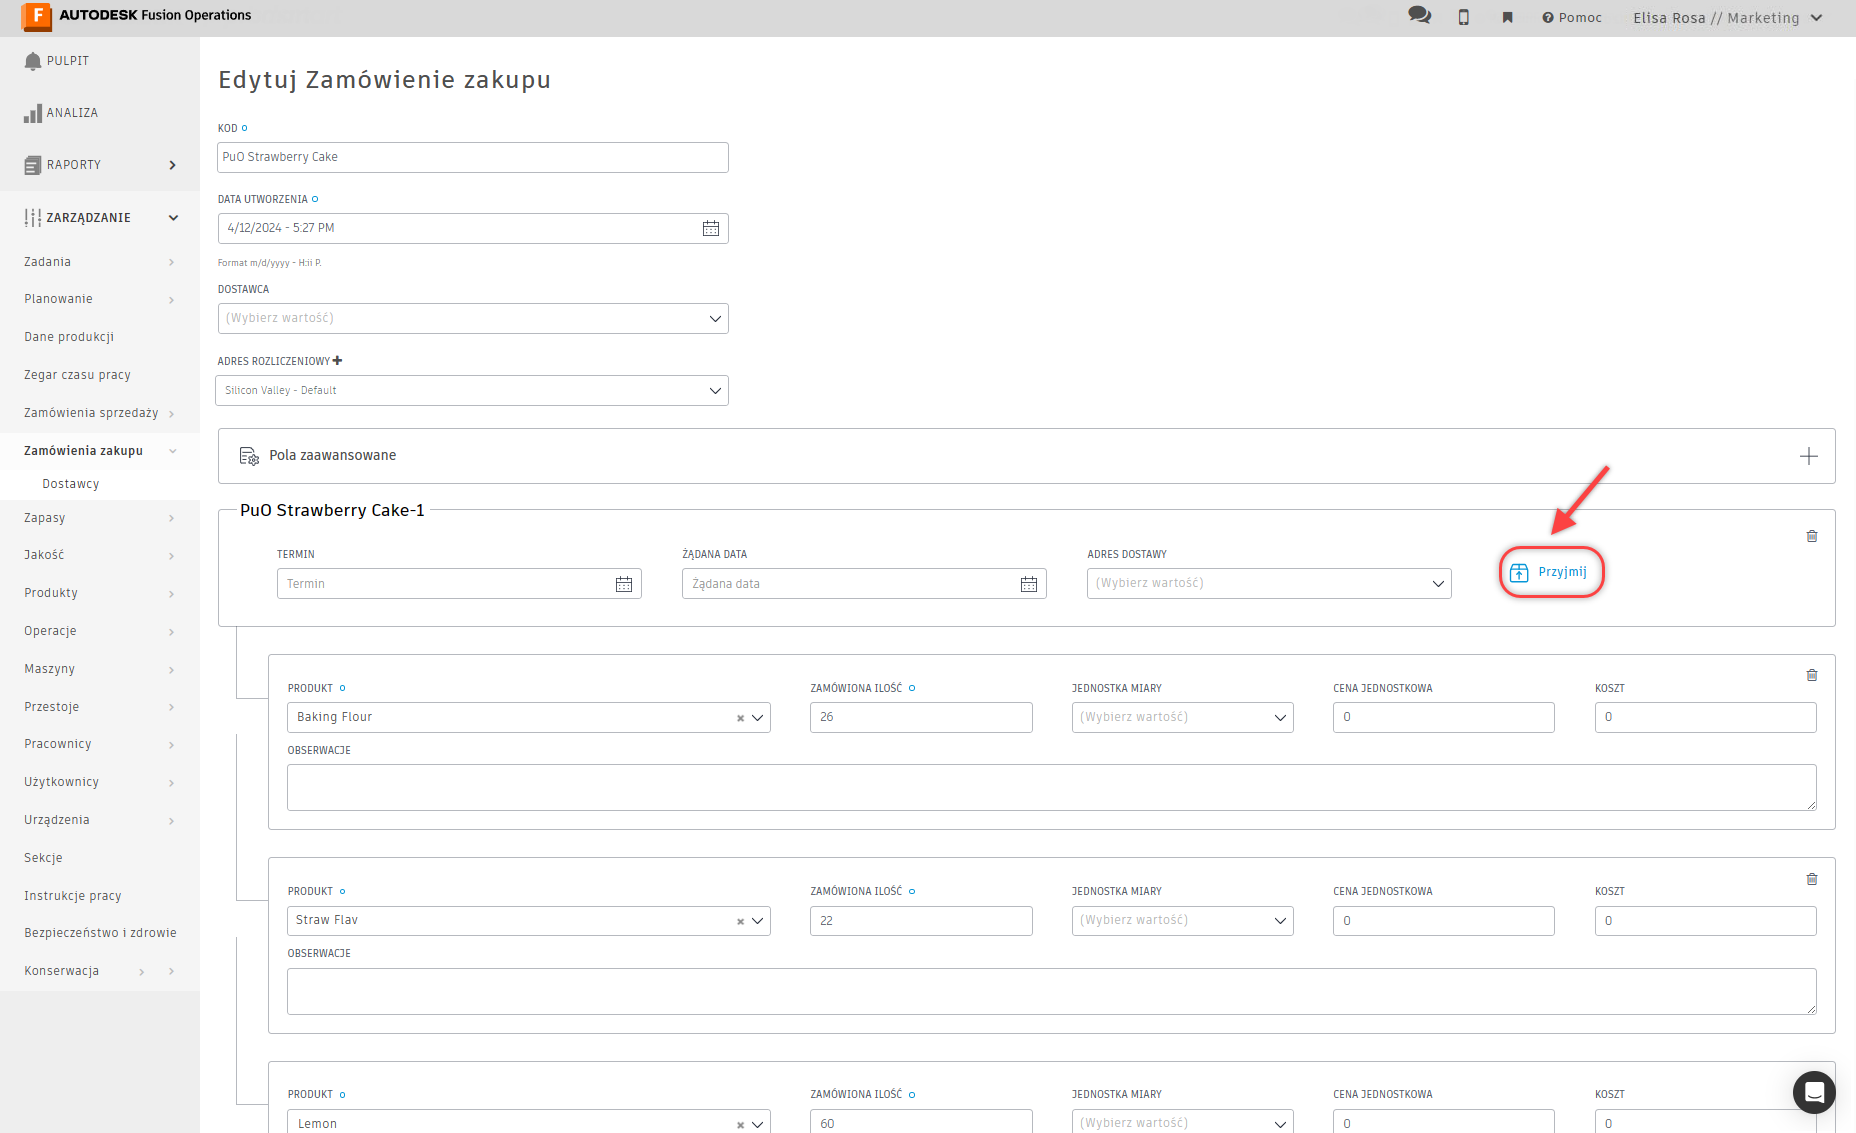 F AUTODESK Fusion Operations
Pomoc
Elisa Rosa // Marketing
PULPIT
ANALIZA
RAPORTY
ZARZĄDZANIE
Zadania
Planowanie
Dane produkcji
Zegar czasu pracy
Zamówienia sprzedaży
Zamówienia zakupu
Dostawcy
Zapasy
Jakość
Produkty
Operacje
Maszyny
Przestoje
Pracownicy
Użytkownicy
Urządzenia
Sekcje
Instrukcje pracy
Bezpieczeństwo i zdrowie
Konserwacja
Edytuj Zamówienie zakupu
KOD
PuO Strawberry Cake
DATA UTWORZENIA
4/12/2024 - 5:27 PM
Format m/d/yyyy - H:ii P.
DOSTAWCA
(Wybierz wartość)
ADRES ROZLICZENIOWY
Silicon Valley - Default
Pola zaawansowane
PuO Strawberry Cake-1
TERMIN ŻĄDANA DATA ADRES DOSTAWY
Termin Żądana data (Wybierz wartość) Przyjmij
PRODUKT ZAMÓWIONA ILOŚĆ JEDNOSTKA MIARY CENA JEDNOSTKOWA KOSZT
Baking Flour 26 (Wybierz wartość) 0 0
OBSERWACJE
PRODUKT ZAMÓWIONA ILOŚĆ JEDNOSTKA MIARY CENA JEDNOSTKOWA KOSZT
Straw Flav 22 (Wybierz wartość) 0 0
OBSERWACJE
PRODUKT ZAMÓWIONA ILOŚĆ JEDNOSTKA MIARY CENA JEDNOSTKOWA KOSZT
Lemon 60 (Wybierz wartość) 0 0